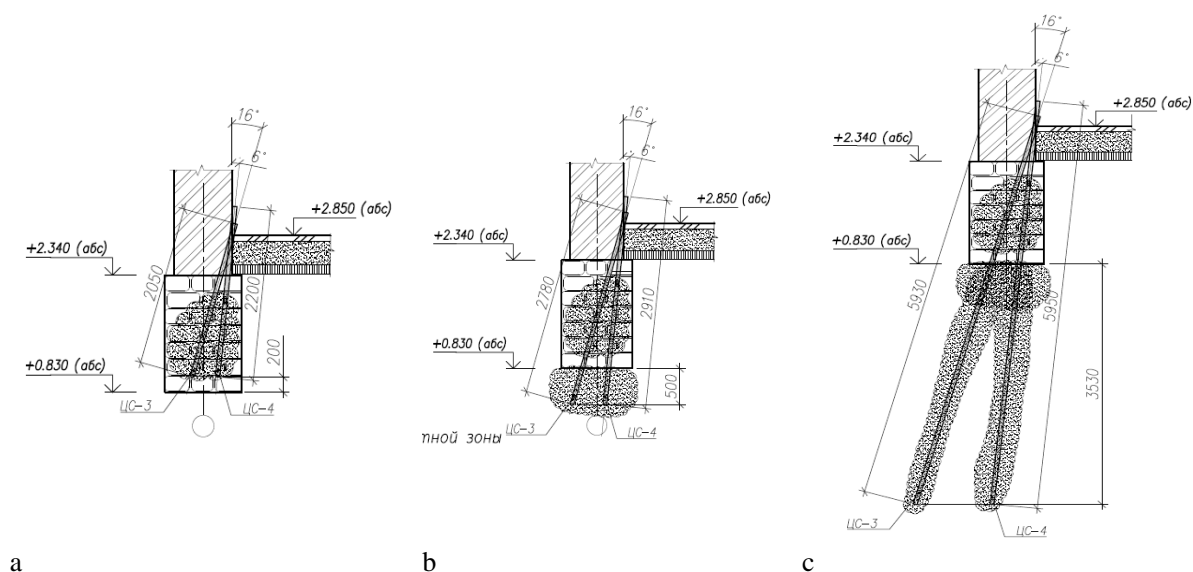 16°
6°
+2.850 (абс)
+2.340 (абс)
2050
2200
200
+0.830 (абс)
ЦС-3
ЦС-4
a
16°
6°
+2.850 (абс)
+2.340 (абс)
2780
2910
+0.830 (абс)
500
ЦС-3
ЦС-4
пной зоны
b
16°
6°
+2.850 (абс)
+2.340 (абс)
+0.830 (абс)
5930
5950
3530
ЦС-3
ЦС-4
c